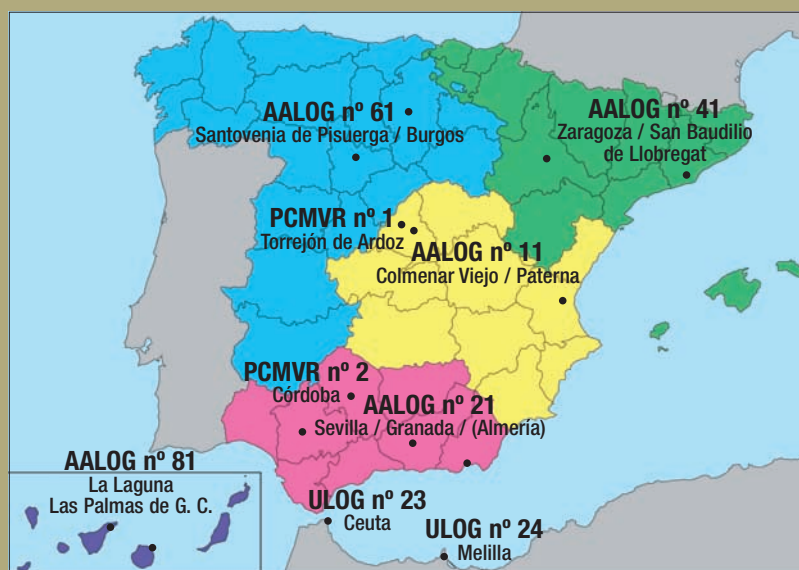 AALOG nº 61
Santovenia de Pisuerga / Burgos
AALOG nº 41
Zaragoza / San Baudilio
de Llobregat
PCMVR nº 1
Torrejón de Ardoz
AALOG nº 11
Colmenar Viejo / Paterna
PCMVR nº 2
Córdoba
AALOG nº 21
Sevilla / Granada / (Almería)
AALOG nº 81
La Laguna
Las Palmas de G. C.
ULOG nº 23
Ceuta
ULOG nº 24
Melilla